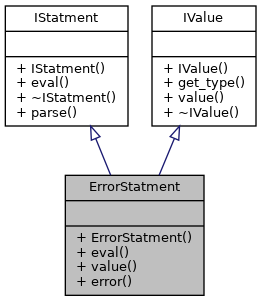 IStatment
+ IStatment()
+ eval()
+ ~IStatment()
+ parse()
IValue
+ IValue()
+ get_type()
+ value()
+ ~IValue()
ErrorStatment
+ ErrorStatment()
+ eval()
+ value()
+ error()